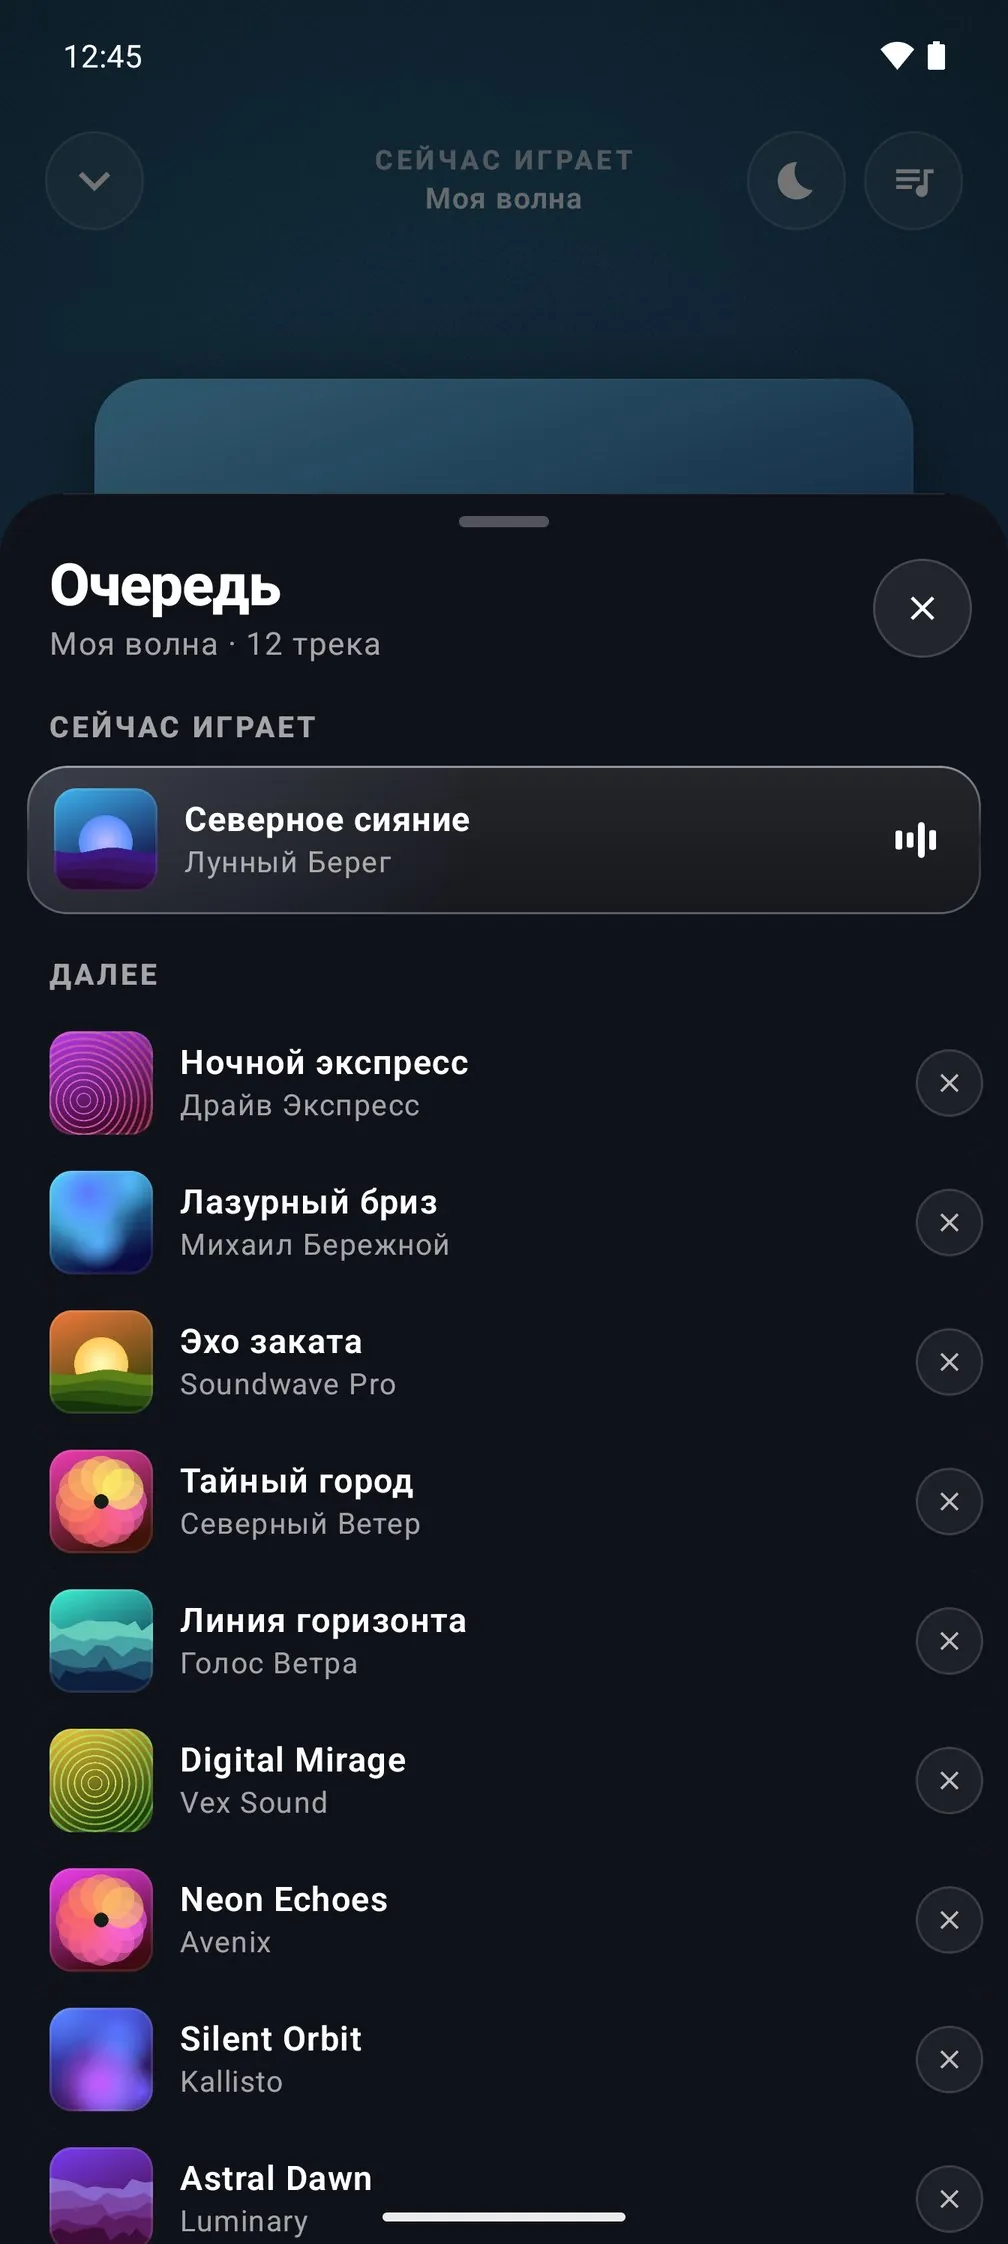 12:45
СЕЙЧАС ИГРАЕТ
Моя волна
Очередь
Моя волна · 12 трека
СЕЙЧАС ИГРАЕТ
Северное сияние
Лунный Берег
ДАЛЕЕ
Ночной экспресс
Драйв Экспресс
Лазурный бриз
Михаил Бережной
Эхо заката
Soundwave Pro
Тайный город
Северный Ветер
Линия горизонта
Голос Ветра
Digital Mirage
Vex Sound
Neon Echoes
Avenix
Silent Orbit
Kallisto
Astral Dawn
Luminary